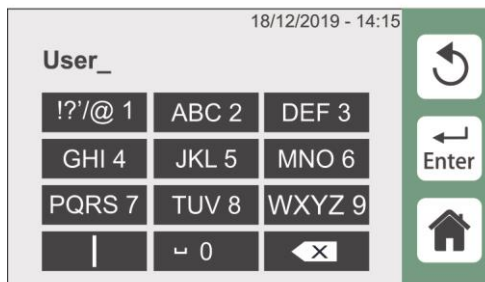 18/12/2019 - 14:15
User_
!?'/@ 1 ABC 2 DEF 3
GHI 4 JKL 5 MNO 6 Enter
PQRS 7 TUV 8 WXYZ 9
| ⎵ 0